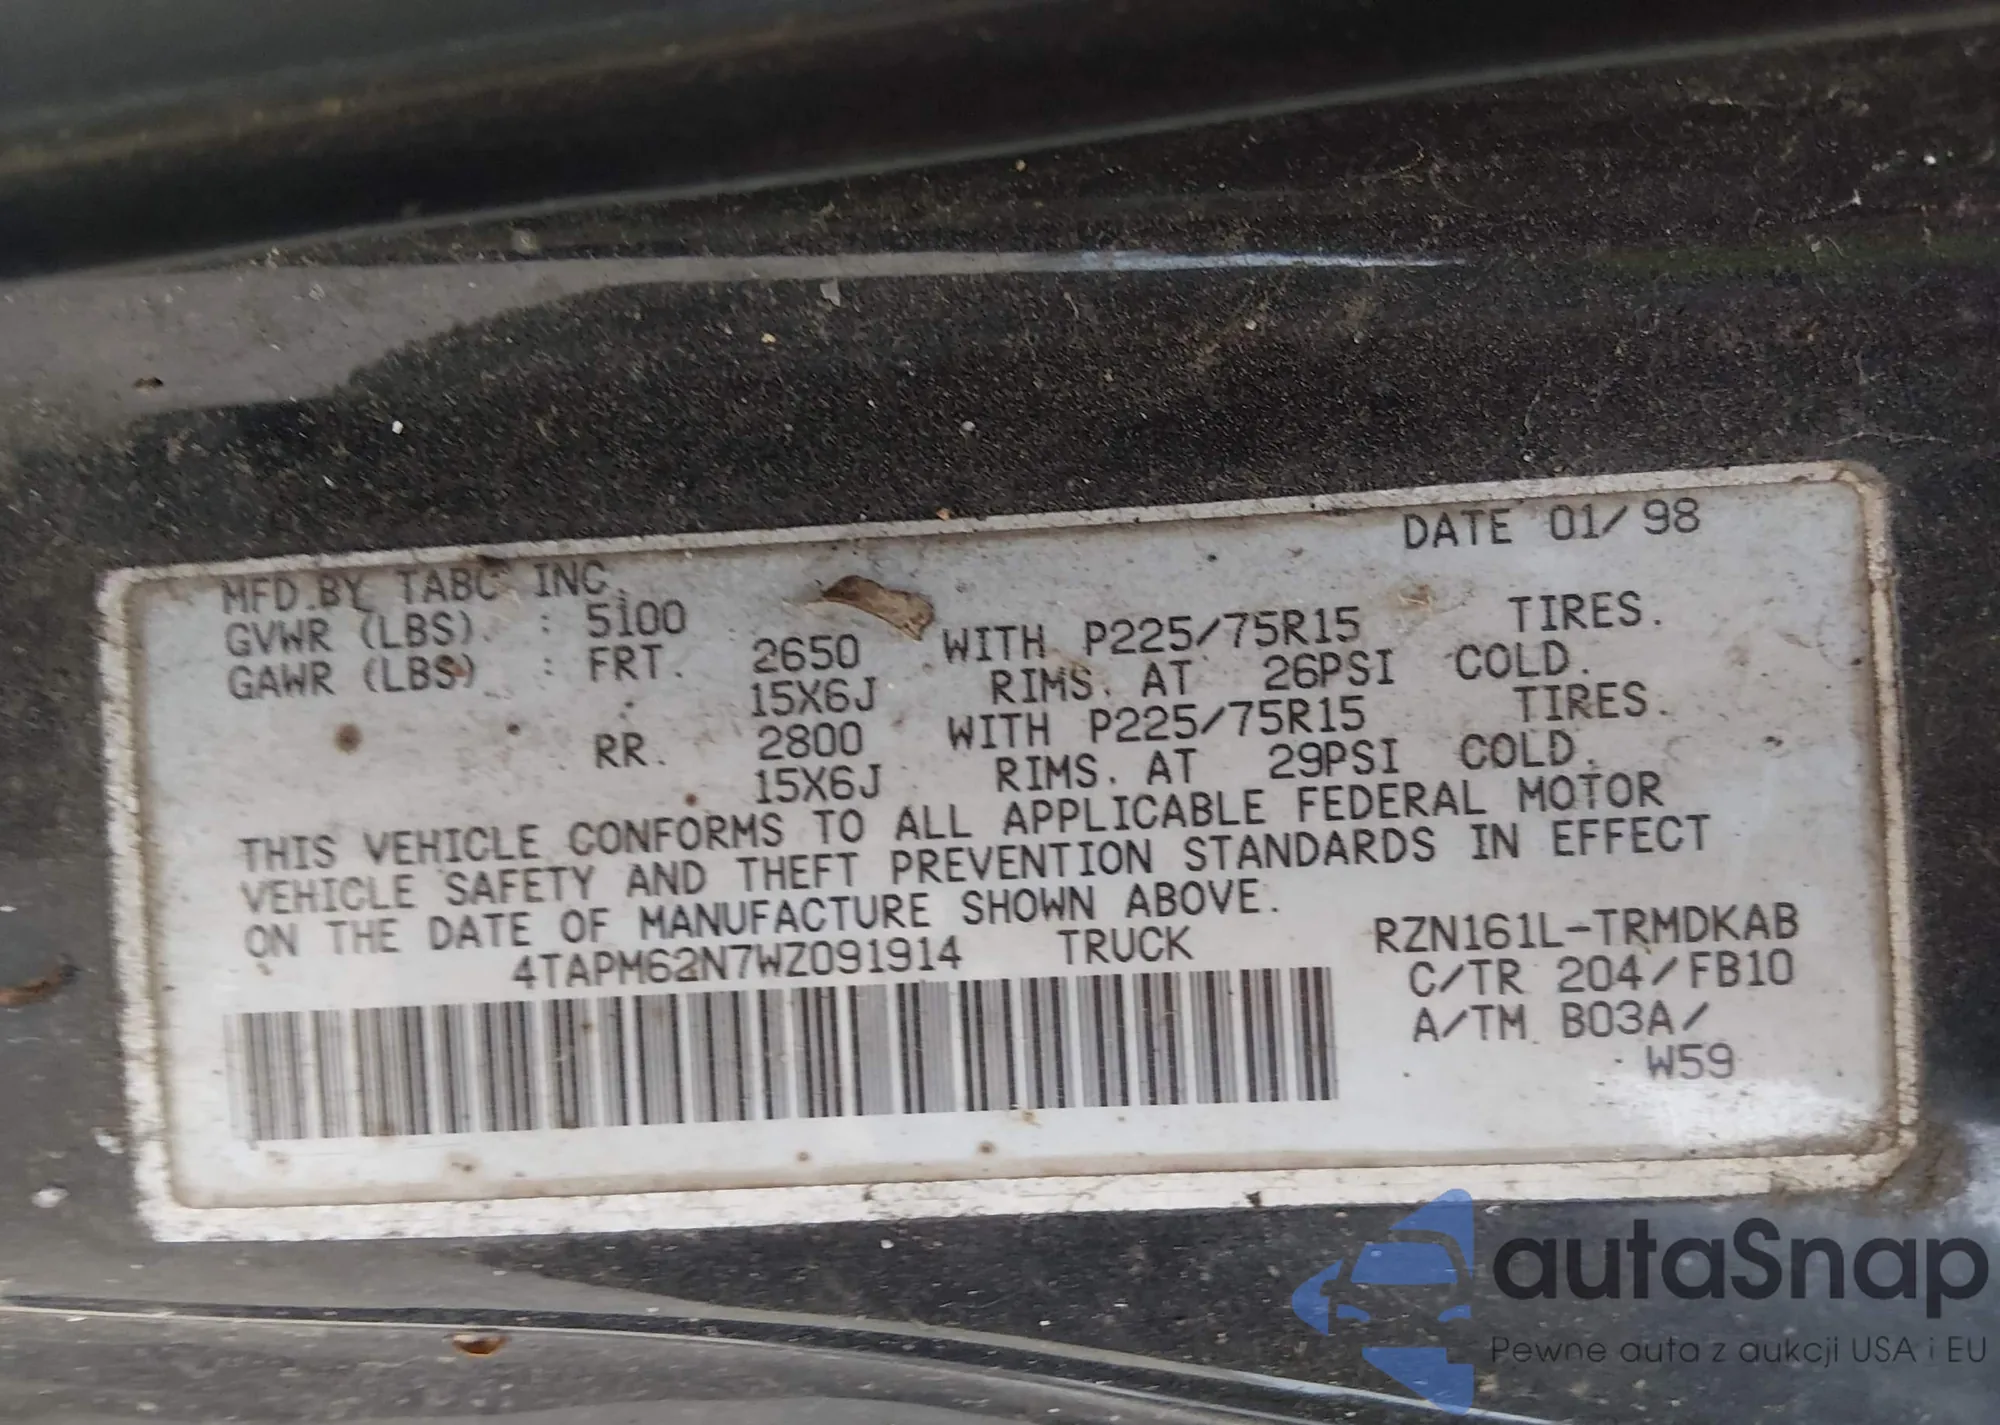 DATE 01/98
MFD.BY TABC INC.
GVWR (LBS). : 5100
GAWR (LBS) : FRT. 2650 WITH P225/75R15 TIRES.
15X6J RIMS. AT 26PSI COLD.
RR. 2800 WITH P225/75R15 TIRES.
15X6J RIMS. AT 29PSI COLD.
THIS VEHICLE CONFORMS TO ALL APPLICABLE FEDERAL MOTOR
VEHICLE SAFETY AND THEFT PREVENTION STANDARDS IN EFFECT
ON THE DATE OF MANUFACTURE SHOWN ABOVE.
4TAPM62N7WZ091914 TRUCK RZN161L-TRMDKAB
C/TR 204/FB10
A/TM B03A/
W59
autaSnap
Pewne auta z aukcji USA i EU